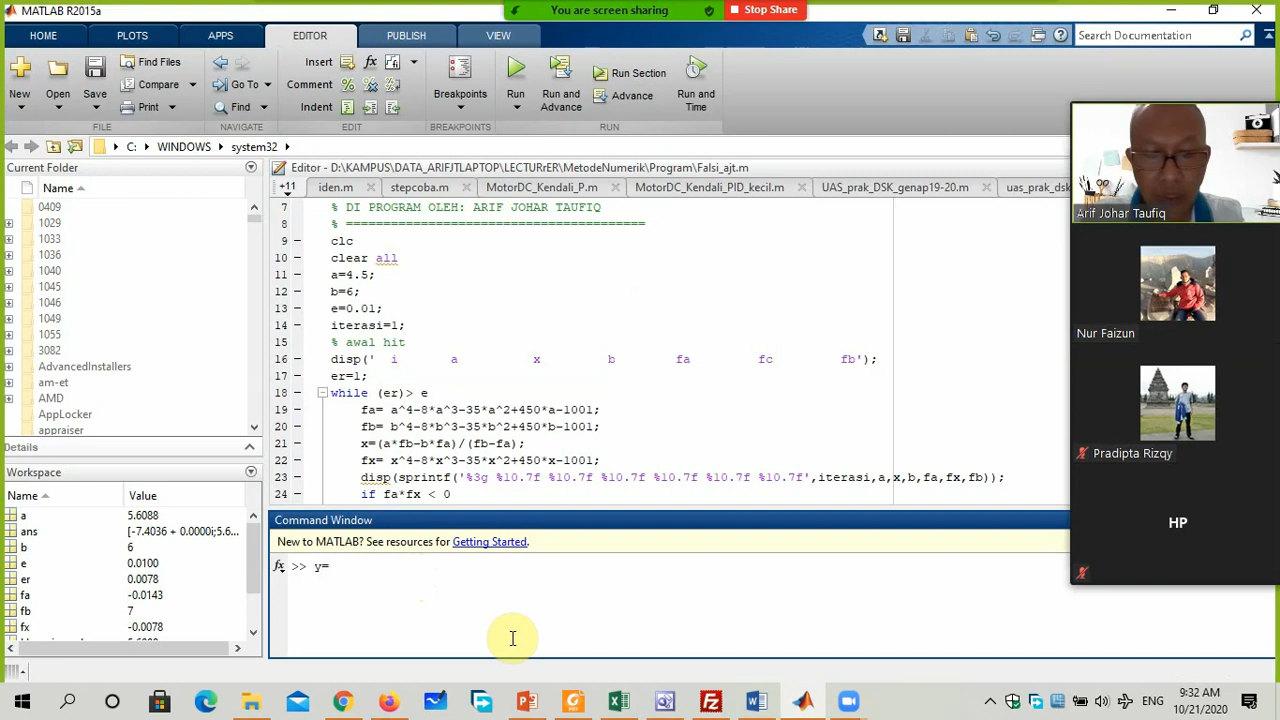 MATLAB R2015a
You are screen sharing
Stop Share
HOME
PLOTS
APPS
EDITOR
PUBLISH
VIEW
Search Documentation
New
Open
Save
Find Files
Compare
Print
Go To
Find
Insert
fx
Comment
%
Indent
Breakpoints
Run
Run and Advance
Run Section
Advance
Run and Time
FILE
NAVIGATE
EDIT
BREAKPOINTS
RUN
C:
WINDOWS
system32
Current Folder
Name
0409
1029
1033
1036
1040
1045
1046
1049
1055
3082
AdvancedInstallers
am-et
AMD
AppLocker
appraiser
Details
Workspace
Name
Value
a 5.6088
ans [-7.4036 + 0.0000i;5.6...
b 6
e 0.0100
er 0.0078
fa -0.0143
fb 7
fx -0.0078
Editor - D:\KAMPUS\DATA_ARIFJTLAPTOP\LECTURrER\MetodeNumerik\Program\Falsi_ajt.m
+11
iden.m
stepcoba.m
MotorDC_Kendali_P.m
MotorDC_Kendali_PID_kecil.m
UAS_prak_DSK_genap19-20.m
uas_prak_dsk
7 % DI PROGRAM OLEH: ARIF JOHAR TAUFIQ
8 % =======================================
9 clc
10 clear all
11 a=4.5;
12 b=6;
13 e=0.01;
14 iterasi=1;
15 % awal hit
16 disp(' i a x b fa fc fb');
17 er=1;
18 while (er)> e
19 fa= a^4-8*a^3-35*a^2+450*a-1001;
20 fb= b^4-8*b^3-35*b^2+450*b-1001;
21 x=(a*fb-b*fa)/(fb-fa);
22 fx= x^4-8*x^3-35*x^2+450*x-1001;
23 disp(sprintf('%3g %10.7f %10.7f %10.7f %10.7f %10.7f %10.7f',iterasi,a,x,b,fa,fx,fb));
24 if fa*fx < 0
Command Window
New to MATLAB? See resources for Getting Started.
fx >> y=
Arif Johar Taufiq
Nur Faizun
Pradipta Rizqy
HP
ENG
9:32 AM
10/21/2020